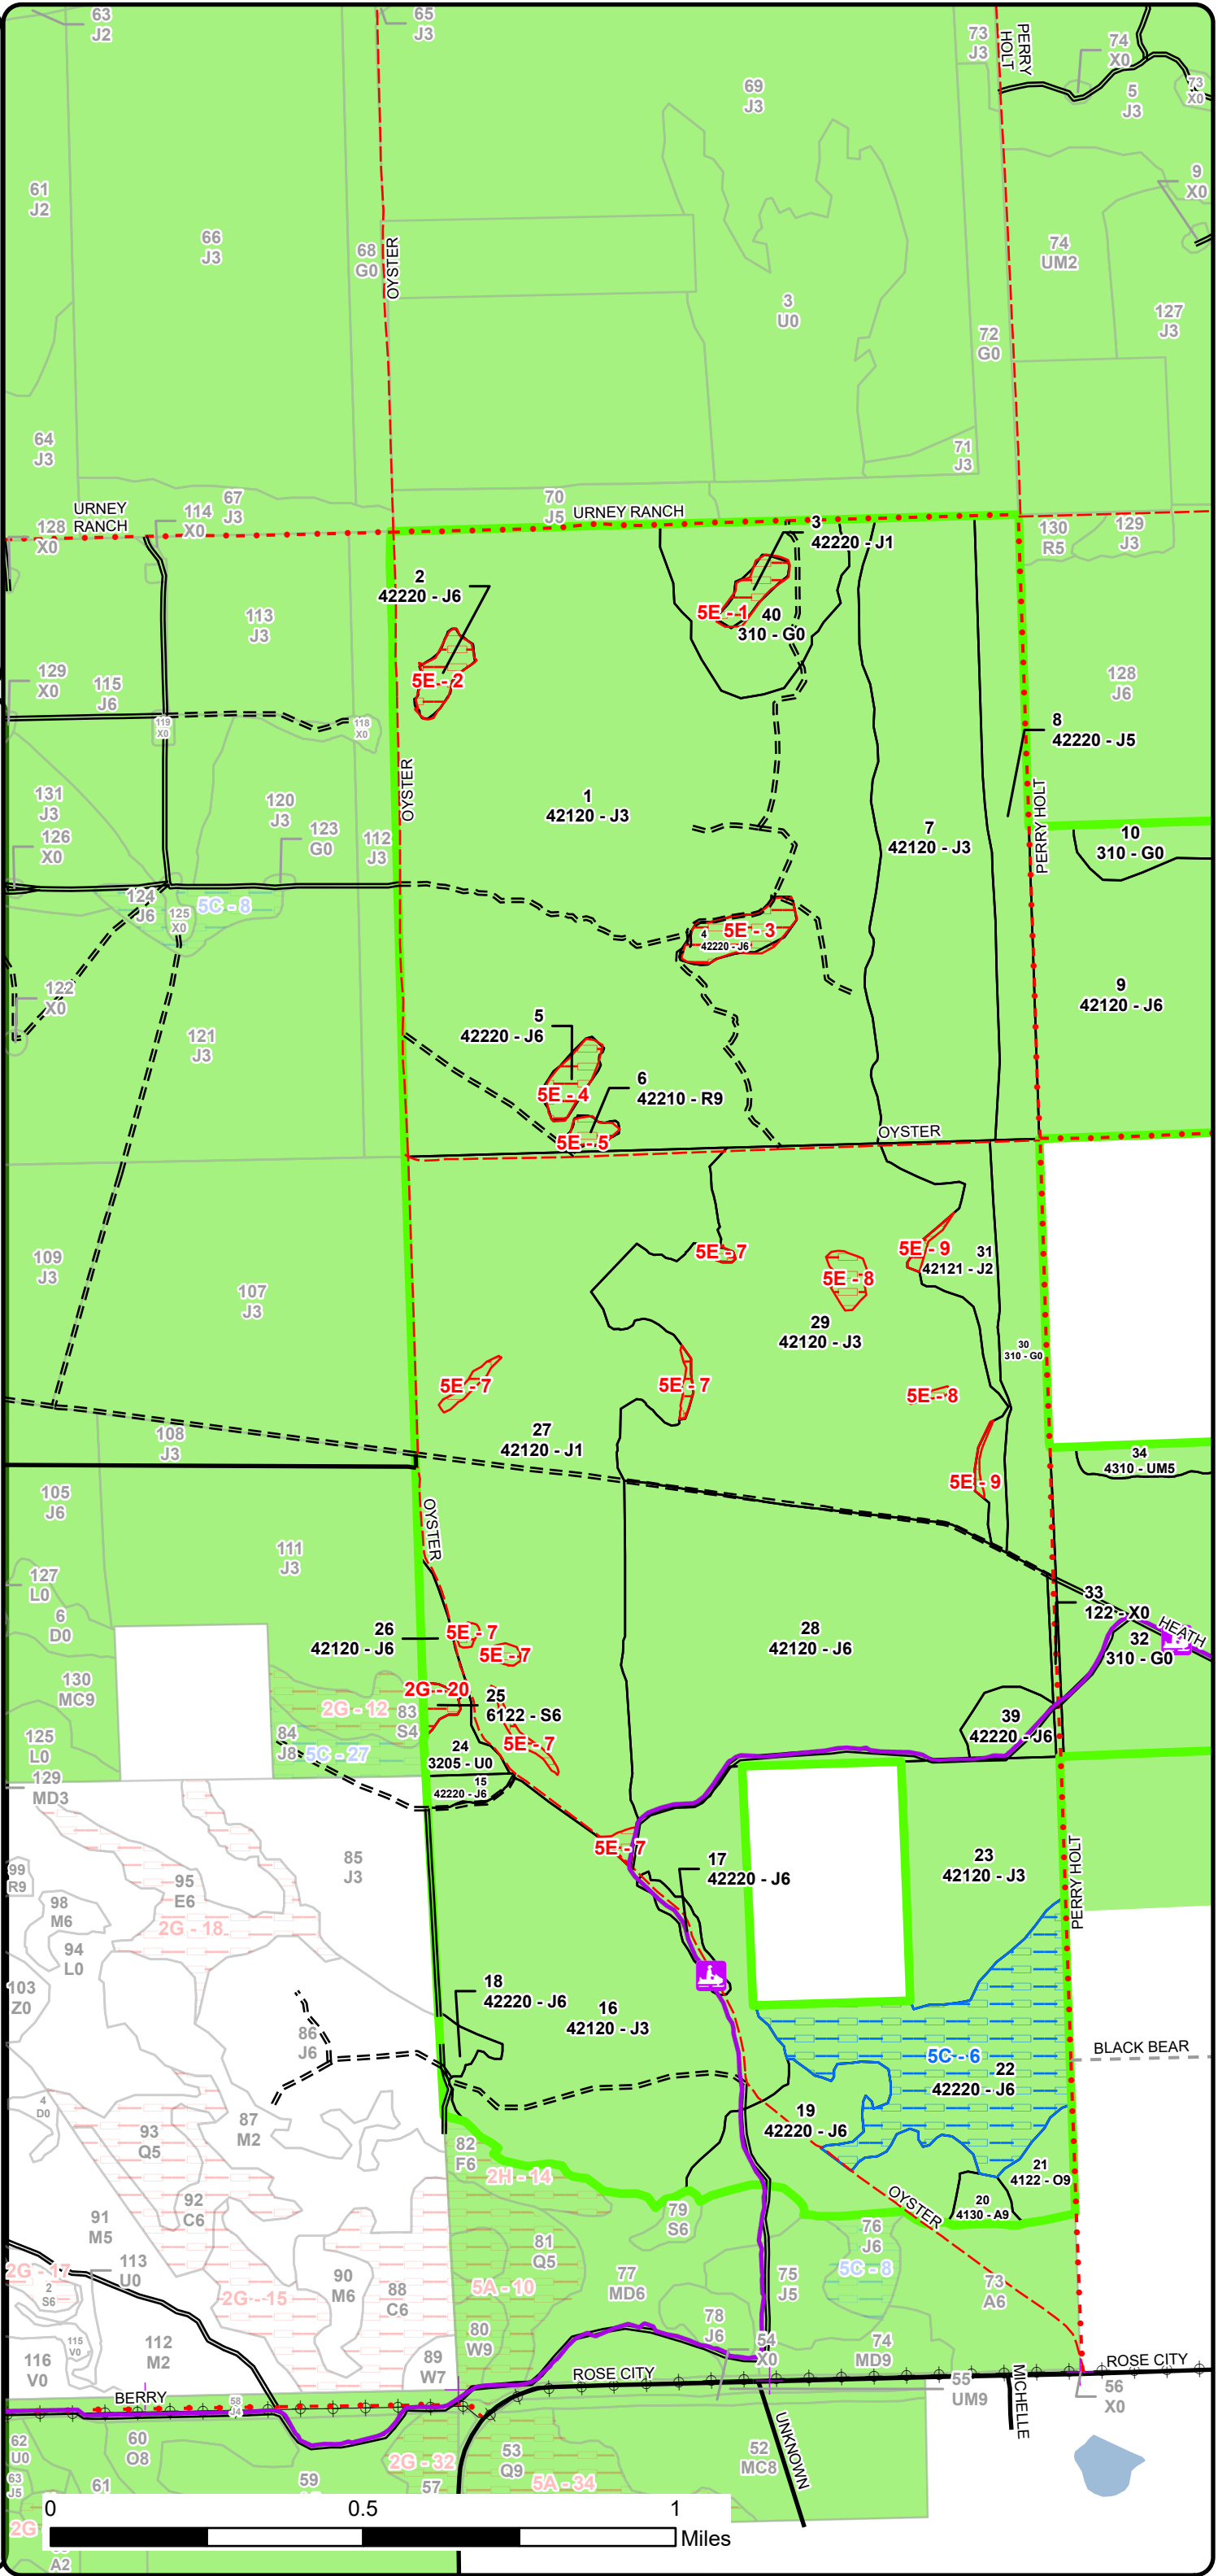 63
J2
65
J3
73
J3
PERRY
HOLT
74
X0
73
X0
5
J3
69
J3
61
J2
9
X0
66
J3
68
G0
OYSTER
74
UM2
3
U0
127
J3
72
G0
64
J3
71
J3
67
J3
70
J5
URNEY
RANCH
114
X0
URNEY RANCH
128
X0
3
42220 - J1
130
R5
129
J3
2
42220 - J6
5E - 1
40
310 - G0
113
J3
5E - 2
129
X0
115
J6
128
J6
119
X0
118
X0
8
42220 - J5
131
J3
120
J3
OYSTER
1
42120 - J3
7
42120 - J3
PERRY HOLT
10
310 - G0
126
X0
123
G0
112
J3
124
J6
5C - 8
125
X0
5E - 3
4
42220 - J6
122
X0
9
42120 - J6
5
42220 - J6
121
J3
6
42210 - R9
5E - 4
5E - 5
OYSTER
109
J3
107
J3
5E - 7
5E - 9
31
42121 - J2
5E - 8
29
42120 - J3
30
310 - G0
5E - 7
5E - 7
5E - 8
108
J3
27
42120 - J1
34
4310 - UM5
5E - 9
105
J6
OYSTER
111
J3
127
L0
6
D0
33
122 - X0
HEATH
26
42120 - J6
5E - 7
5E - 7
28
42120 - J6
32
310 - G0
130
MC9
2G - 20
2G - 12
83
S4
25
6122 - S6
39
42220 - J6
125
L0
84
J8
5C - 27
5E - 7
24
3205 - U0
129
MD3
15
42220 - J6
5E - 7
85
J3
17
42220 - J6
23
42120 - J3
PERRY HOLT
99
R9
95
E6
98
M6
2G - 18
94
L0
103
Z0
18
42220 - J6
16
42120 - J3
86
J6
BLACK BEAR
5C - 6
22
42220 - J6
4
D0
87
M2
19
42220 - J6
93
Q5
82
F6
2H - 14
21
4122 - O9
92
C6
20
4130 - A9
OYSTER
91
M5
79
S6
76
J6
81
Q5
113
U0
2G - 17
2
S6
5C - 8
90
M6
88
C6
2G - 15
5A - 10
77
MD6
75
J5
73
A6
78
J6
80
W9
115
V0
112
M2
54
X0
74
MD9
116
V0
89
W7
ROSE CITY
ROSE CITY
BERRY
58
J4
55
UM9
MICHELLE
56
X0
UNKNOWN
60
O8
62
U0
53
Q9
52
MC8
2G - 32
63
J5
61
59
57
5A - 34
2G
A2
0
0.5
1
Miles